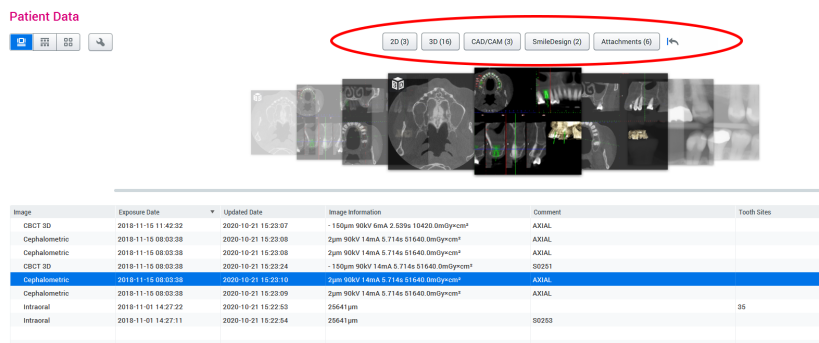 Patient Data
2D (3) 3D (16) CAD/CAM (3) SmileDesign (2) Attachments (6)
Image Exposure Date Updated Date Image Information Comment Tooth Sites
CBCT 3D 2018-11-15 11:42:32 2020-10-21 15:23:07 - 150µm 90kV 6mA 2.539s 10420.0mGy×cm² AXIAL
Cephalometric 2018-11-15 08:03:38 2020-10-21 15:23:08 2µm 90kV 14mA 5.714s 51640.0mGy×cm² AXIAL
Cephalometric 2018-11-15 08:03:38 2020-10-21 15:23:08 2µm 90kV 14mA 5.714s 51640.0mGy×cm² AXIAL
CBCT 3D 2018-11-15 08:03:38 2020-10-21 15:23:24 - 150µm 90kV 14mA 5.714s 51640.0mGy×cm² S0251
Cephalometric 2018-11-15 08:03:38 2020-10-21 15:23:10 2µm 90kV 14mA 5.714s 51640.0mGy×cm² AXIAL
Cephalometric 2018-11-15 08:03:38 2020-10-21 15:23:09 2µm 90kV 14mA 5.714s 51640.0mGy×cm² AXIAL
Intraoral 2018-11-01 14:27:22 2020-10-21 15:22:53 25641µm 35
Intraoral 2018-11-01 14:27:11 2020-10-21 15:22:54 25641µm S0253